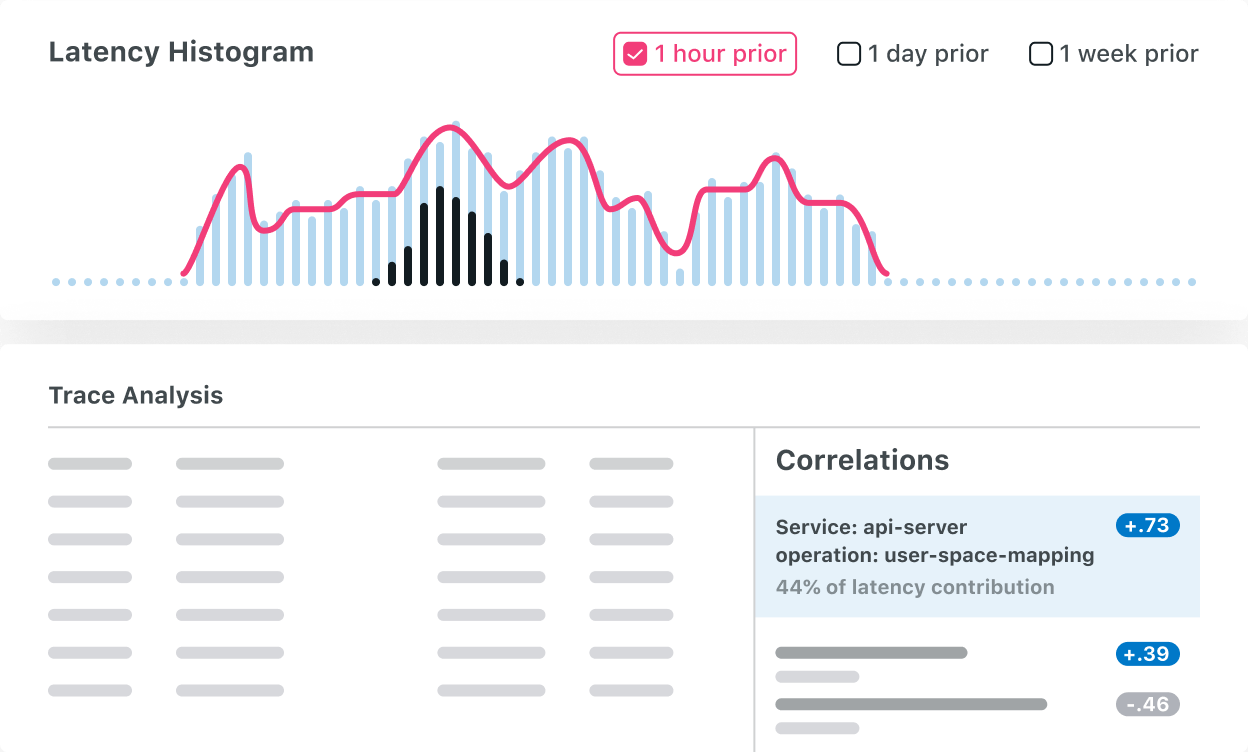 Latency Histogram
1 hour prior
1 day prior
1 week prior
Trace Analysis
Correlations
Service: api-server
+.73
operation: user-space-mapping
44% of latency contribution
+.39
-.46